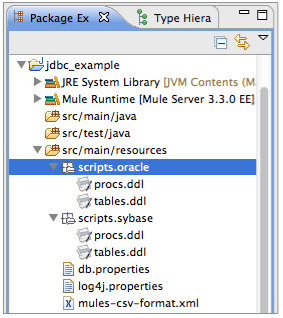 Package Ex Type Hiera
jdbc_example
JRE System Library [JVM Contents (M
Mule Runtime [Mule Server 3.3.0 EE]
src/main/java
src/test/java
src/main/resources
scripts.oracle
procs.ddl
tables.ddl
scripts.sybase
procs.ddl
tables.ddl
db.properties
log4j.properties
mules-csv-format.xml